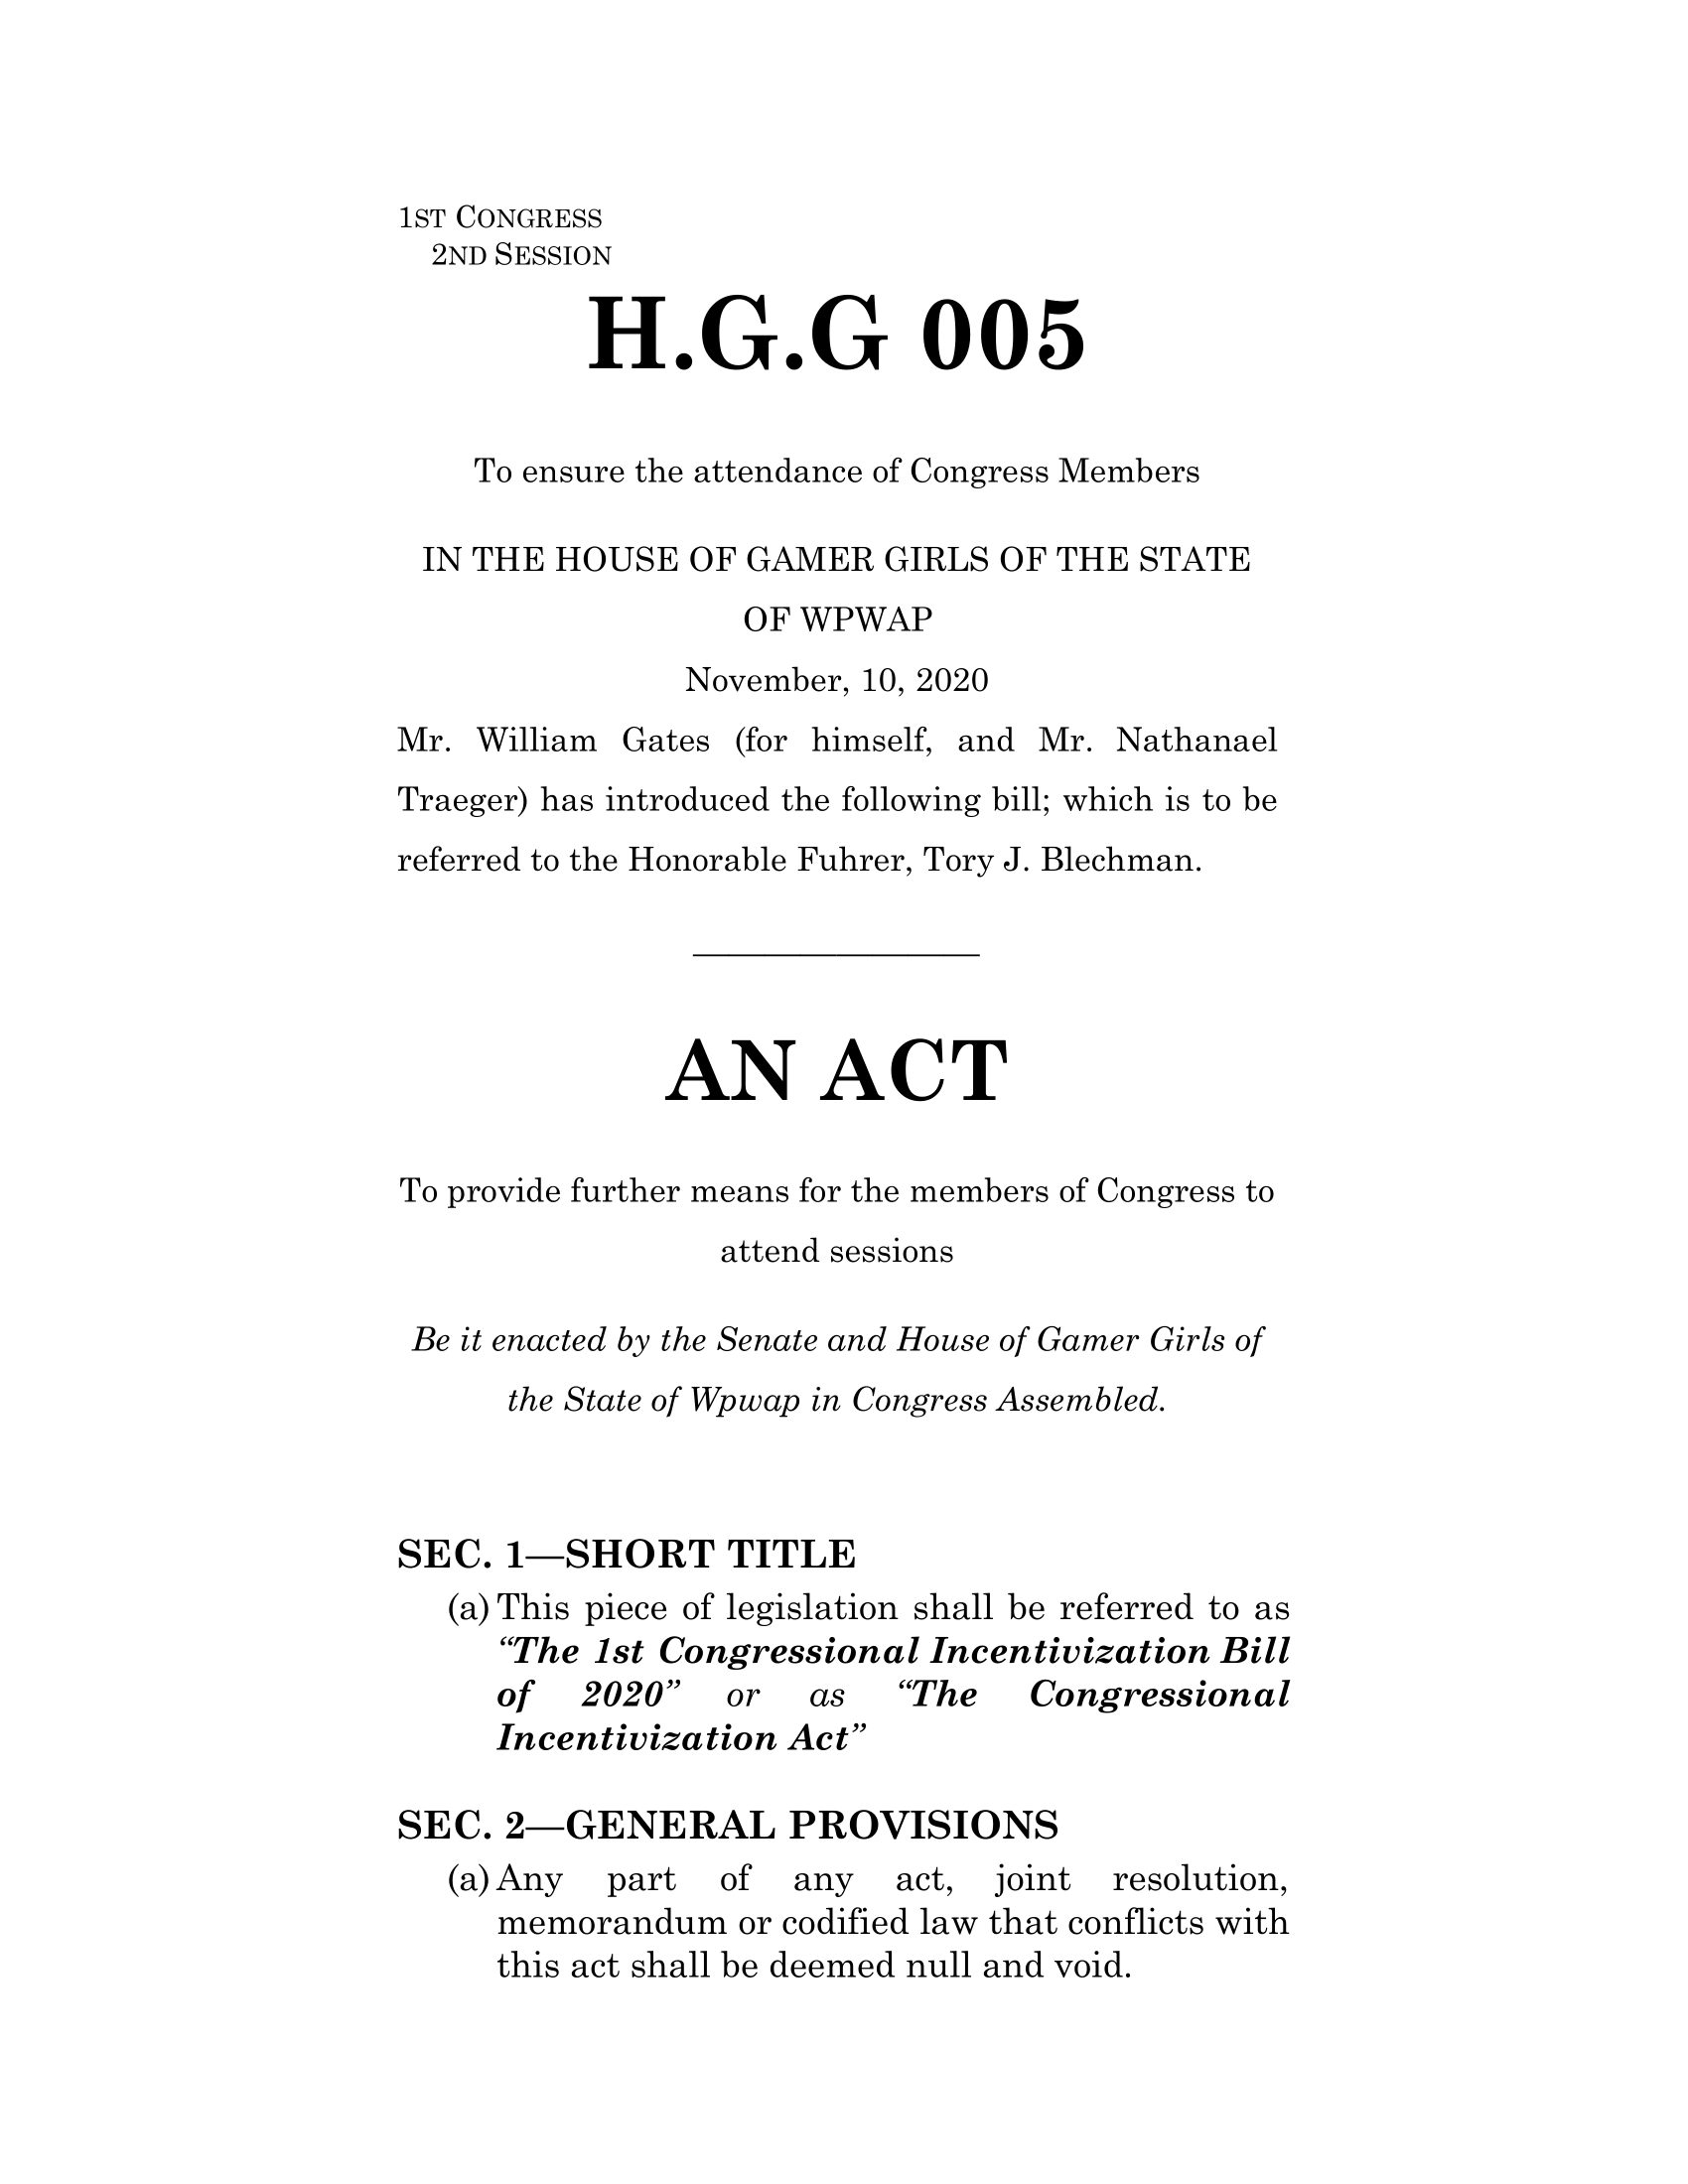 1ST CONGRESS
2ND SESSION
H.G.G 005
To ensure the attendance of Congress Members
IN THE HOUSE OF GAMER GIRLS OF THE STATE
OF WPWAP
November, 10, 2020
Mr. William Gates (for himself, and Mr. Nathanael
Traeger) has introduced the following bill; which is to be
referred to the Honorable Fuhrer, Tory J. Blechman.
AN ACT
To provide further means for the members of Congress to
attend sessions
Be it enacted by the Senate and House of Gamer Girls of
the State of Wpwap in Congress Assembled.
SEC. 1—SHORT TITLE
(a) This piece of legislation shall be referred to as
“The 1st Congressional Incentivization Bill
of 2020” or as “The Congressional
Incentivization Act”
SEC. 2—GENERAL PROVISIONS
(a) Any part of any act, joint resolution,
memorandum or codified law that conflicts with
this act shall be deemed null and void.